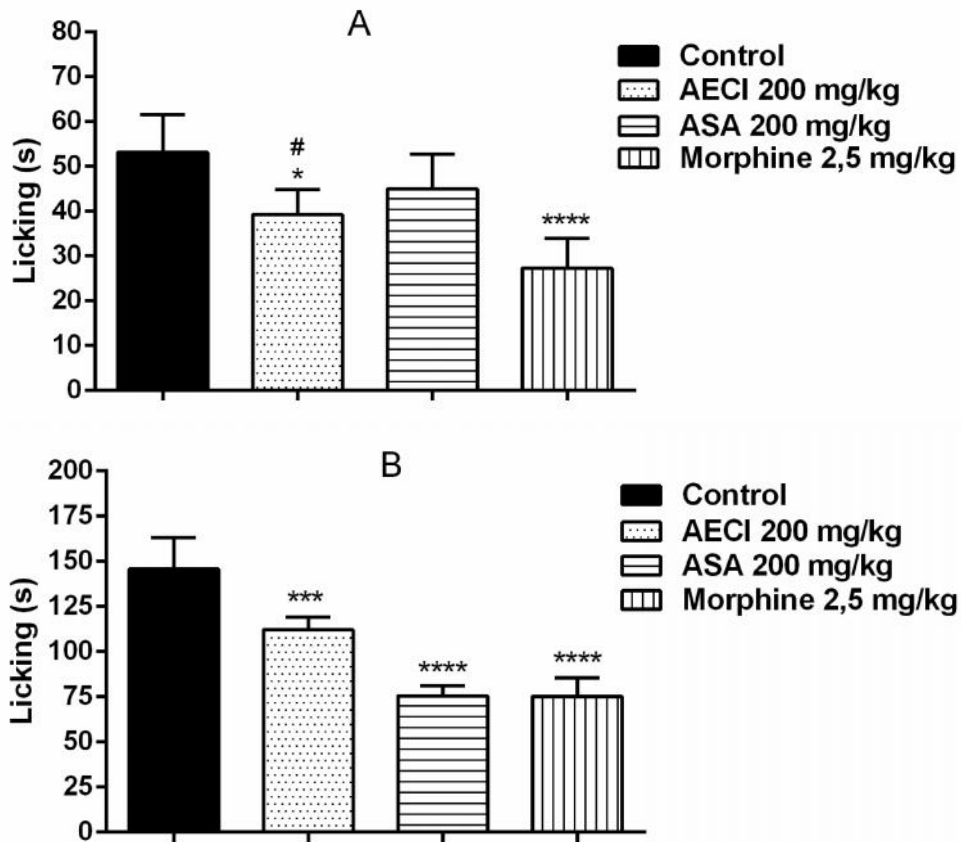 A
80
70
60
50
40
30
20
10
0
Licking (s)
#
*
****
Control
AECI 200 mg/kg
ASA 200 mg/kg
Morphine 2,5 mg/kg
B
200
175
150
125
100
75
50
25
0
Licking (s)
***
****
****
Control
AECI 200 mg/kg
ASA 200 mg/kg
Morphine 2,5 mg/kg